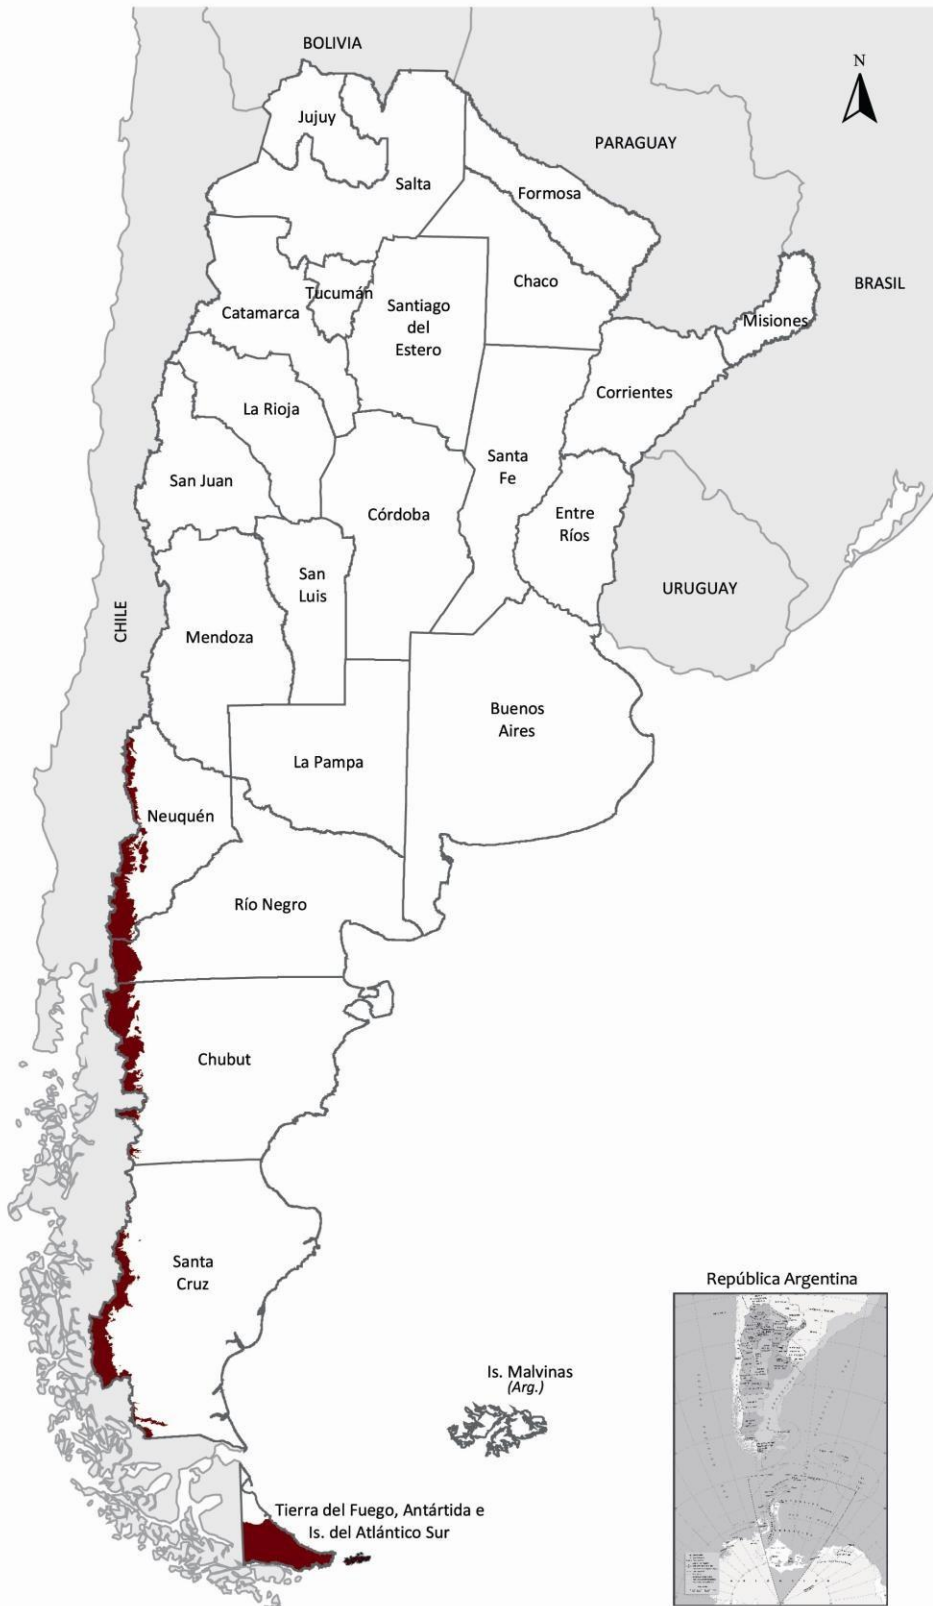 BOLIVIA
N
Jujuy
PARAGUAY
Salta
Formosa
Chaco
BRASIL
Tucumán
Catamarca
Santiago
del
Estero
Misiones
Corrientes
La Rioja
Santa
Fe
San Juan
Córdoba
Entre
Ríos
San
Luis
URUGUAY
CHILE
Mendoza
Buenos
Aires
La Pampa
Neuquén
Río Negro
Chubut
Santa
Cruz
República Argentina
Is. Malvinas
(Arg.)
Tierra del Fuego, Antártida e
Is. del Atlántico Sur